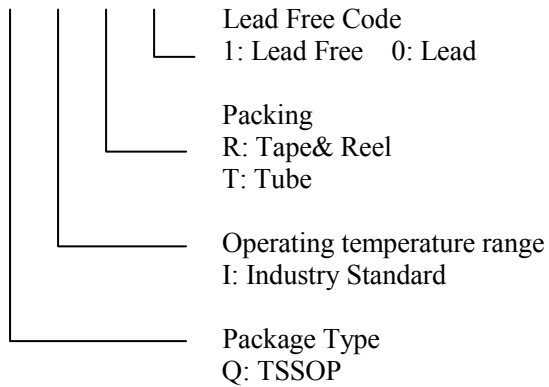 Lead Free Code
1: Lead Free 0: Lead
Packing
R: Tape& Reel
T: Tube
Operating temperature range
I: Industry Standard
Package Type
Q: TSSOP